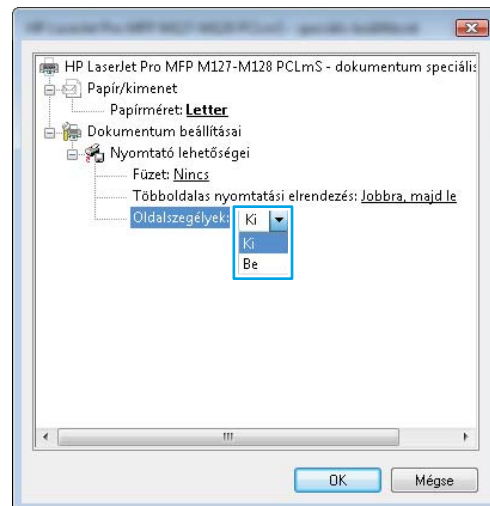 HP LaserJet Pro MFP M127-M128 PCLmS - dokumentum speciális
Papír/kimenet
Papírméret: Letter
Dokumentum beállításai
Nyomtató lehetőségei
Füzet: Nincs
Többoldalas nyomtatási elrendezés: Jobbra, majd le
Oldalszegélyek: Ki
Ki
Be
OK Mégse